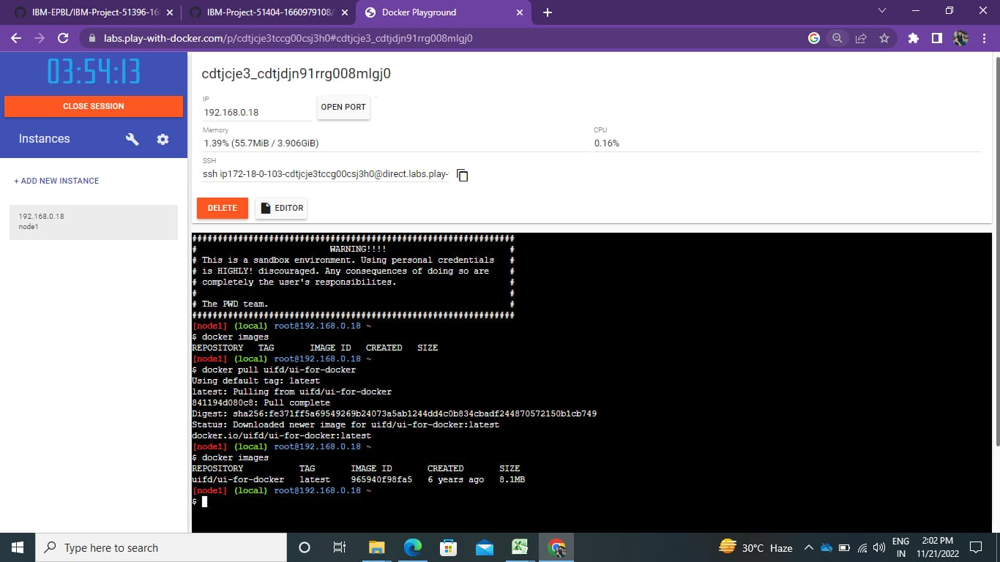 IBM-EPBL/IBM-Project-51396-16
IBM-Project-51404-1660979108/
Docker Playground
labs.play-with-docker.com/p/cdtjcje3tccg00csj3h0#cdtjcje3_cdtjdjn91rrg008mlgj0
03:54:13
CLOSE SESSION
Instances
+ ADD NEW INSTANCE
192.168.0.18
node1
cdtjcje3_cdtjdjn91rrg008mlgj0
IP
192.168.0.18
OPEN PORT
Memory
1.39% (55.7MiB / 3.906GiB)
CPU
0.16%
SSH
ssh ip172-18-0-103-cdtjcje3tccg00csj3h0@direct.labs.play-
DELETE
EDITOR
###############################################################
#                          WARNING!!!!                        #
# This is a sandbox environment. Using personal credentials   #
# is HIGHLY! discouraged. Any consequences of doing so are    #
# completely the user's responsibilites.                      #
#                                                             #
# The PWD team.                                               #
###############################################################
[node1] (local) root@192.168.0.18 ~
$ docker images
REPOSITORY   TAG       IMAGE ID   CREATED   SIZE
[node1] (local) root@192.168.0.18 ~
$ docker pull uifd/ui-for-docker
Using default tag: latest
latest: Pulling from uifd/ui-for-docker
841194d080c8: Pull complete
Digest: sha256:fe371ff5a69549269b24073a5ab1244dd4c0b834cbadf244870572150b1cb749
Status: Downloaded newer image for uifd/ui-for-docker:latest
docker.io/uifd/ui-for-docker:latest
[node1] (local) root@192.168.0.18 ~
$ docker images
REPOSITORY           TAG       IMAGE ID       CREATED       SIZE
uifd/ui-for-docker   latest    965940f98fa5   6 years ago   8.1MB
[node1] (local) root@192.168.0.18 ~
$
Type here to search
30°C Haze
ENG
IN
2:02 PM
11/21/2022